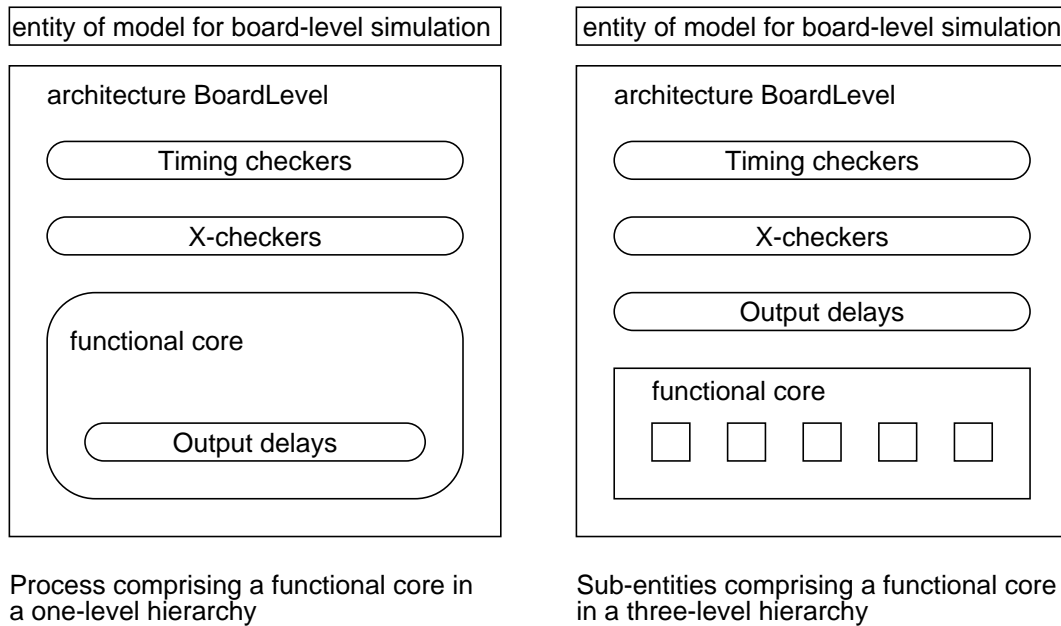 entity of model for board-level simulation
architecture BoardLevel
Timing checkers
X-checkers
functional core
Output delays
Process comprising a functional core in
a one-level hierarchy
entity of model for board-level simulation
architecture BoardLevel
Timing checkers
X-checkers
Output delays
functional core
Sub-entities comprising a functional core
in a three-level hierarchy